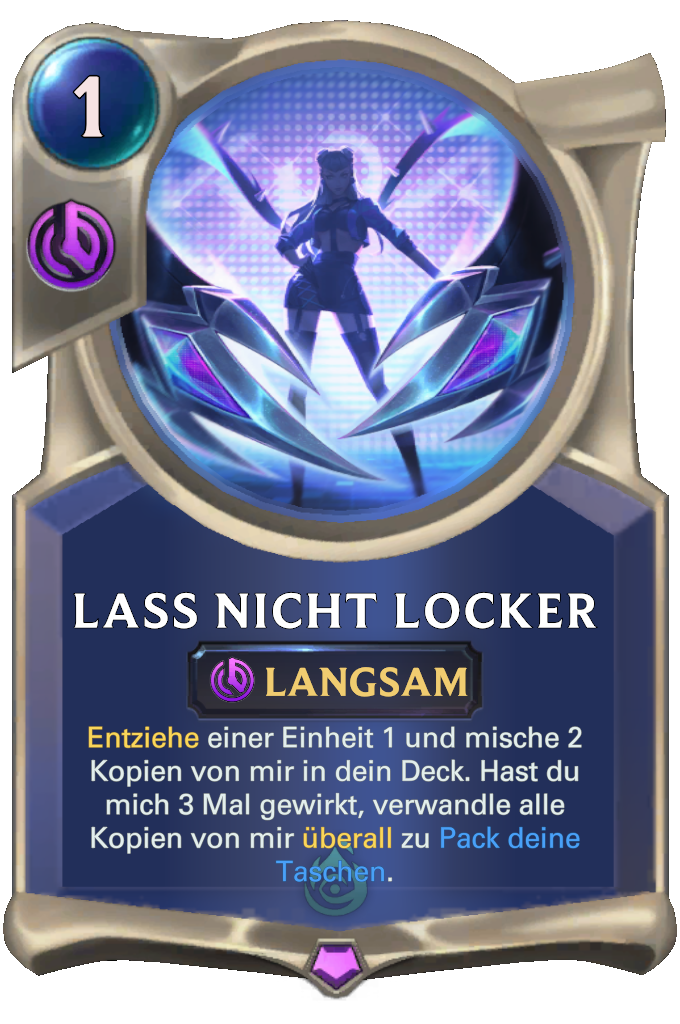 1
LASS NICHT LOCKER
LANGSAM
Entziehe einer Einheit 1 und mische 2
Kopien von mir in dein Deck. Hast du
mich 3 Mal gewirkt, verwandle alle
Kopien von mir überall zu Pack deine
Taschen.